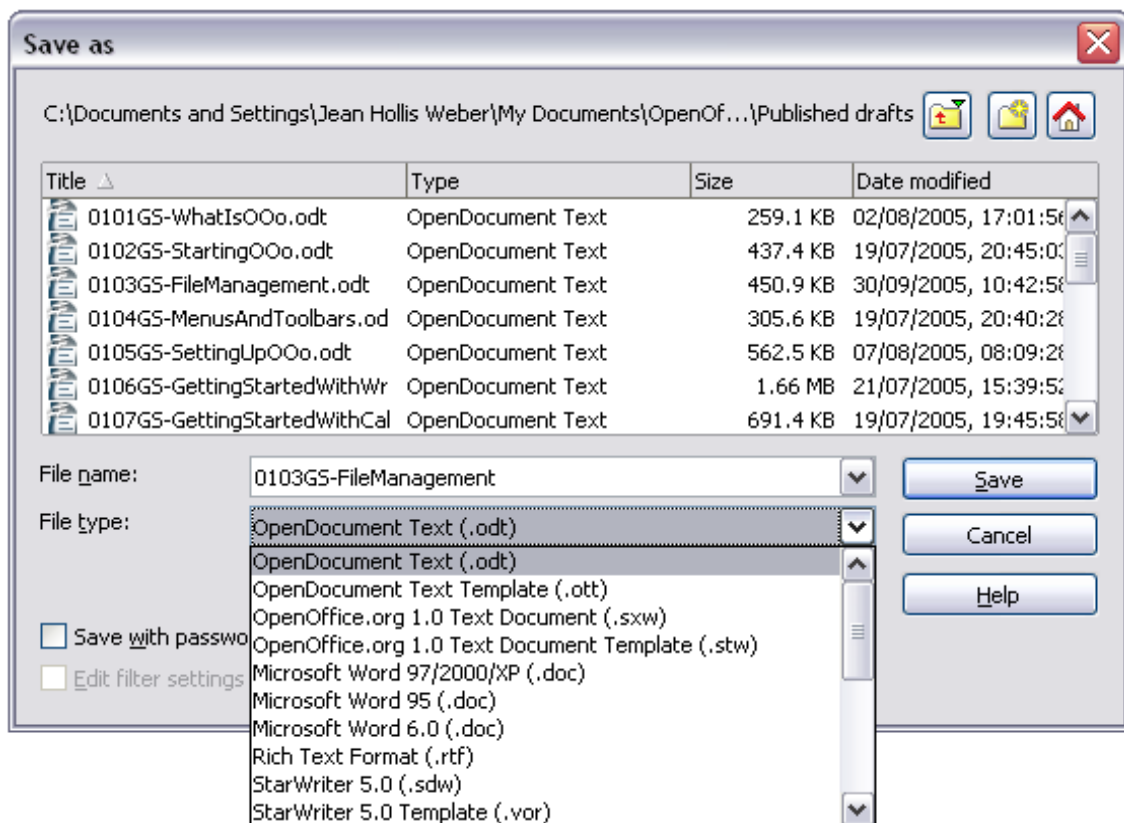 Save as
C:\Documents and Settings\Jean Hollis Weber\My Documents\OpenOf...\Published drafts
Title Type Size Date modified
0101GS-WhatIsOOo.odt OpenDocument Text 259.1 KB 02/08/2005, 17:01:56
0102GS-StartingOOo.odt OpenDocument Text 437.4 KB 19/07/2005, 20:45:03
0103GS-FileManagement.odt OpenDocument Text 450.9 KB 30/09/2005, 10:42:58
0104GS-MenusAndToolbars.od OpenDocument Text 305.6 KB 19/07/2005, 20:40:28
0105GS-SettingUpOOo.odt OpenDocument Text 562.5 KB 07/08/2005, 08:09:28
0106GS-GettingStartedWithWr OpenDocument Text 1.66 MB 21/07/2005, 15:39:52
0107GS-GettingStartedWithCal OpenDocument Text 691.4 KB 19/07/2005, 19:45:58
File name: 0103GS-FileManagement Save
File type: OpenDocument Text (.odt) Cancel
OpenDocument Text (.odt)
OpenDocument Text Template (.ott) Help
OpenOffice.org 1.0 Text Document (.sxw)
Save with passwo OpenOffice.org 1.0 Text Document Template (.stw)
Edit filter settings Microsoft Word 97/2000/XP (.doc)
Microsoft Word 95 (.doc)
Microsoft Word 6.0 (.doc)
Rich Text Format (.rtf)
StarWriter 5.0 (.sdw)
StarWriter 5.0 Template (.vor)